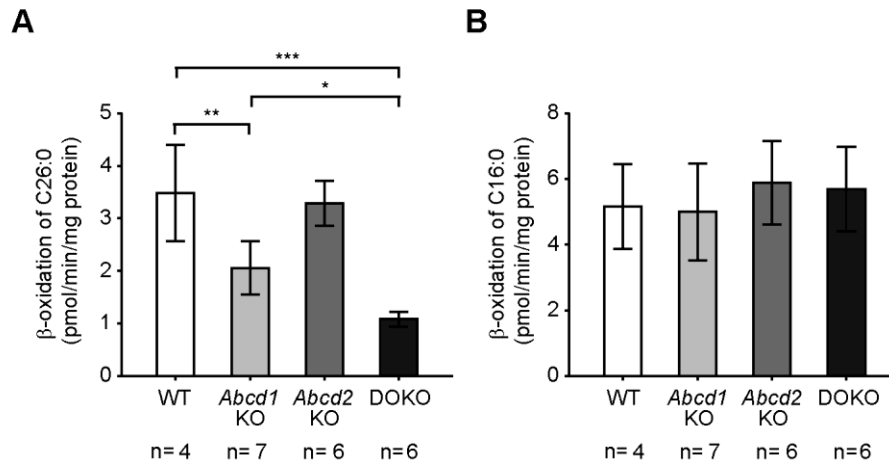 A
β-oxidation of C26:0
(pmol/min/mg protein)
5
4
3
2
1
0
***
*
**
WT
Abcd1
KO
Abcd2
KO
DOKO
n= 4
n= 7
n= 6
n=6
B
β-oxidation of C16:0
(pmol/min/mg protein)
8
6
4
2
0
WT
Abcd1
KO
Abcd2
KO
DOKO
n= 4
n= 7
n= 6
n=6